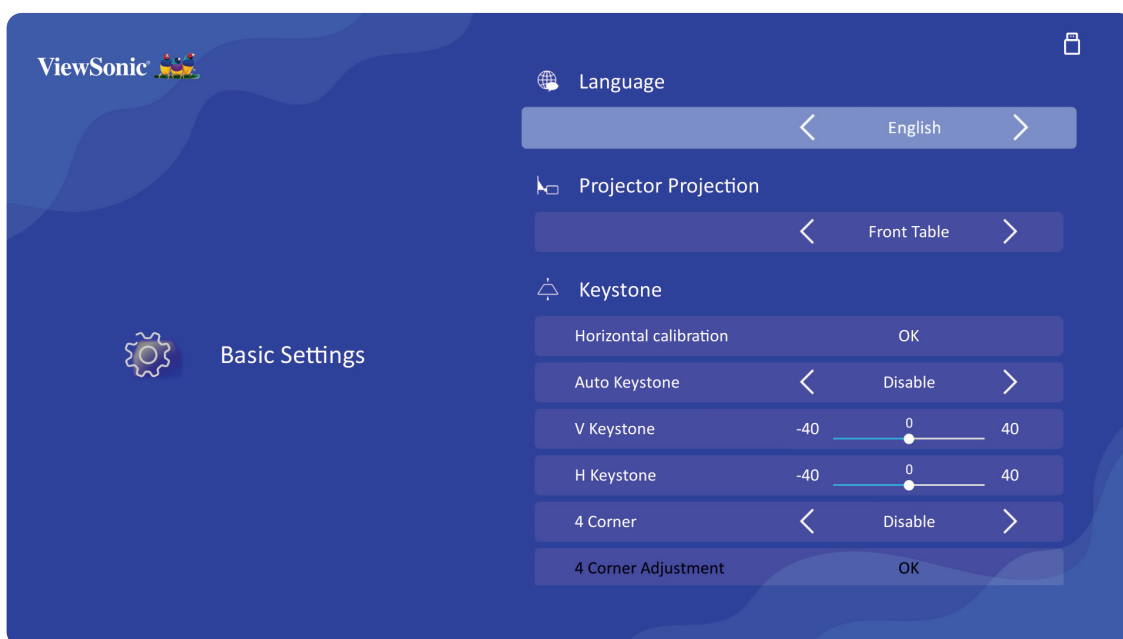 ViewSonic®
Language
English
Projector Projection
Front Table
Keystone
Horizontal calibration OK
Auto Keystone Disable
V Keystone -40 0 40
H Keystone -40 0 40
4 Corner Disable
4 Corner Adjustment OK
Basic Settings